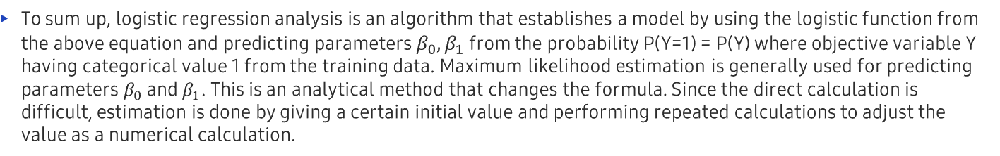 To sum up, logistic regression analysis is an algorithm that establishes a model by using the logistic function from
the above equation and predicting parameters β₀, β₁ from the probability P(Y=1) = P(Y) where objective variable Y
having categorical value 1 from the training data. Maximum likelihood estimation is generally used for predicting
parameters β₀ and β₁. This is an analytical method that changes the formula. Since the direct calculation is
difficult, estimation is done by giving a certain initial value and performing repeated calculations to adjust the
value as a numerical calculation.